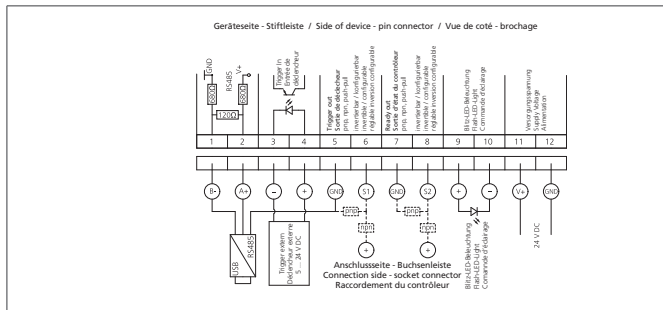 Geräteseite - Stiftleiste / Side of device - pin connector / Vue de coté - brochage
GND
RS485
V+
680Ω
680Ω
120Ω
Trigger In
Entrée de
déclencheur
Trigger out
Sortie de déclecheur
pnp, npn, push-pull
invertierbar / konfigurierbar
invertible / configurable
réglable inversion configurable
Ready out
Sortie d'état du contrôleur
pnp, npn, push-pull
invertierbar / konfigurierbar
invertible / configurable
réglable inversion configurable
Blitz-LED-Beleuchtung
Flash-LED-Light
Commande d'éclairage
Versorgungsspannung
Supply Voltage
Alimentation
1 2 3 4 5 6 7 8 9 10 11 12
B- A+ − + GND S1 GND S2 + − V+ GND
pnp
pnp
npn
npn
+
+
USB
RS485
Trigger extern
Déclencheur externe
5 ... 24 V DC
Blitz-LED-Beleuchtung
Flash-LED-Light
Comannde d'éclairage
24 V DC
Anschlussseite - Buchsenleiste
Connection side - socket connector
Raccordement du contrôleur